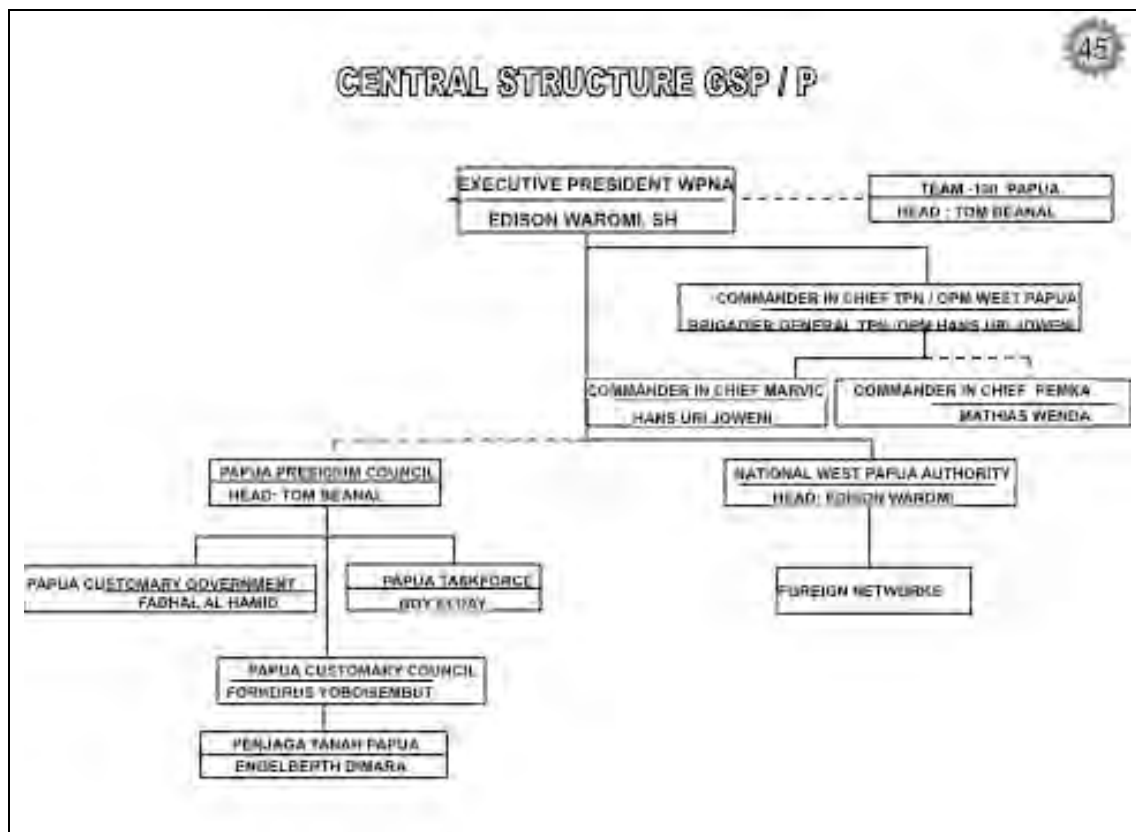 45
CENTRAL STRUCTURE GSP / P
EXECUTIVE PRESIDENT WPNA
EDISON WAROMI, SH
TEAM -100 PAPUA
HEAD : TOM BEANAL
COMMANDER IN CHIEF TPN / OPM WEST PAPUA
BRIGADIER GENERAL TPN /OPM HANS URI JOWENI
COMMANDER IN CHIEF MARVIC
HANS URI JOWENI
COMMANDER IN CHIEF PEMKA
MATHIAS WENDA
PAPUA PRESIDIUM COUNCIL
HEAD- TOM BEANAL
NATIONAL WEST PAPUA AUTHORITY
HEAD: EDISON WAROMI
PAPUA CUSTOMARY GOVERNMENT
FADHAL AL HAMID
PAPUA TASKFORCE
BOY ELUAY
FOREIGN NETWORKS
PAPUA CUSTOMARY COUNCIL
FORKORUS YOBOISEMBUT
PENJAGA TANAH PAPUA
ENGELBERTH DIMARA